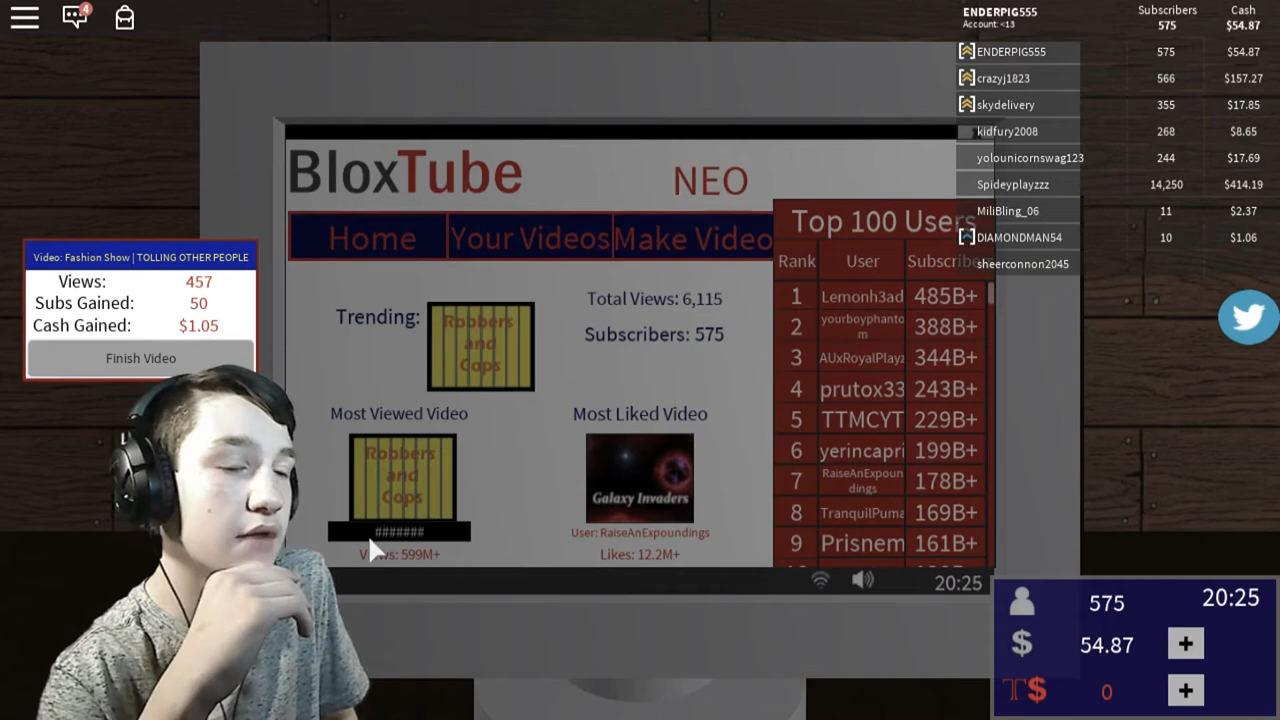 4
ENDERPIG555
Account: <13
Subscribers
575
Cash
$54.87
ENDERPIG555 575 $54.87
crazyj1823 566 $157.27
skydelivery 355 $17.85
kidfury2008 268 $8.65
yolounicornswag123 244 $17.69
Spideyplayzzz 14,250 $414.19
MiliBling_06 11 $2.37
DIAMONDMAN54 10 $1.06
sheerconnon2045
BloxTube
NEO
Home Your Videos Make Video
Video: Fashion Show | TOLLING OTHER PEOPLE
Views: 457
Subs Gained: 50
Cash Gained: $1.05
Finish Video
Trending:
Robbers
and
Cops
Total Views: 6,115
Subscribers: 575
Most Viewed Video
Robbers
and
Cops
#######
Views: 599M+
Most Liked Video
Galaxy Invaders
User: RaiseAnExpoundings
Likes: 12.2M+
Top 100 Users
Rank User Subscribe
1 Lemonh3ad 485B+
2 yourboyphanto
m 388B+
3 AUxRoyalPlayz 344B+
4 prutox33 243B+
5 TTMCYT 229B+
6 yerincapri 199B+
7 RaiseAnExpoun
dings 178B+
8 TranquilPuma 169B+
9 Prisnem 161B+
20:25
575 20:25
$ 54.87 +
T$ 0 +